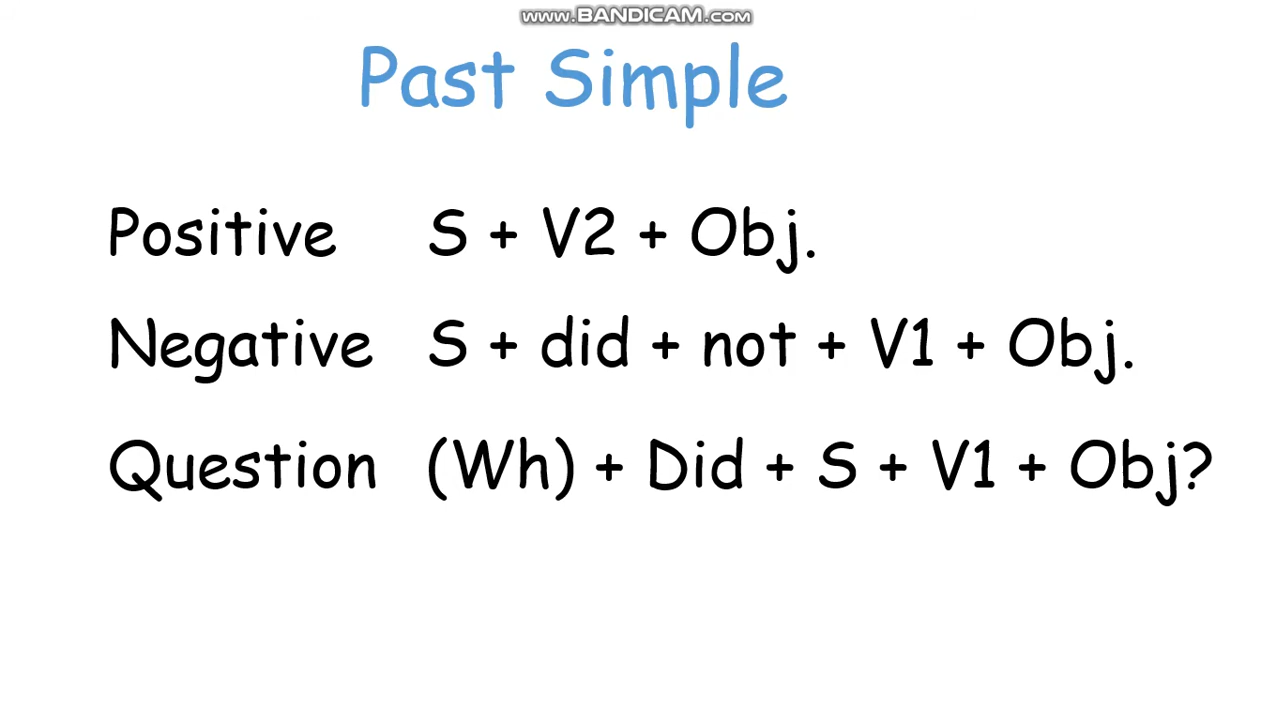 www.BANDICAM.com
Past Simple
Positive S + V2 + Obj.
Negative S + did + not + V1 + Obj.
Question (Wh) + Did + S + V1 + Obj?